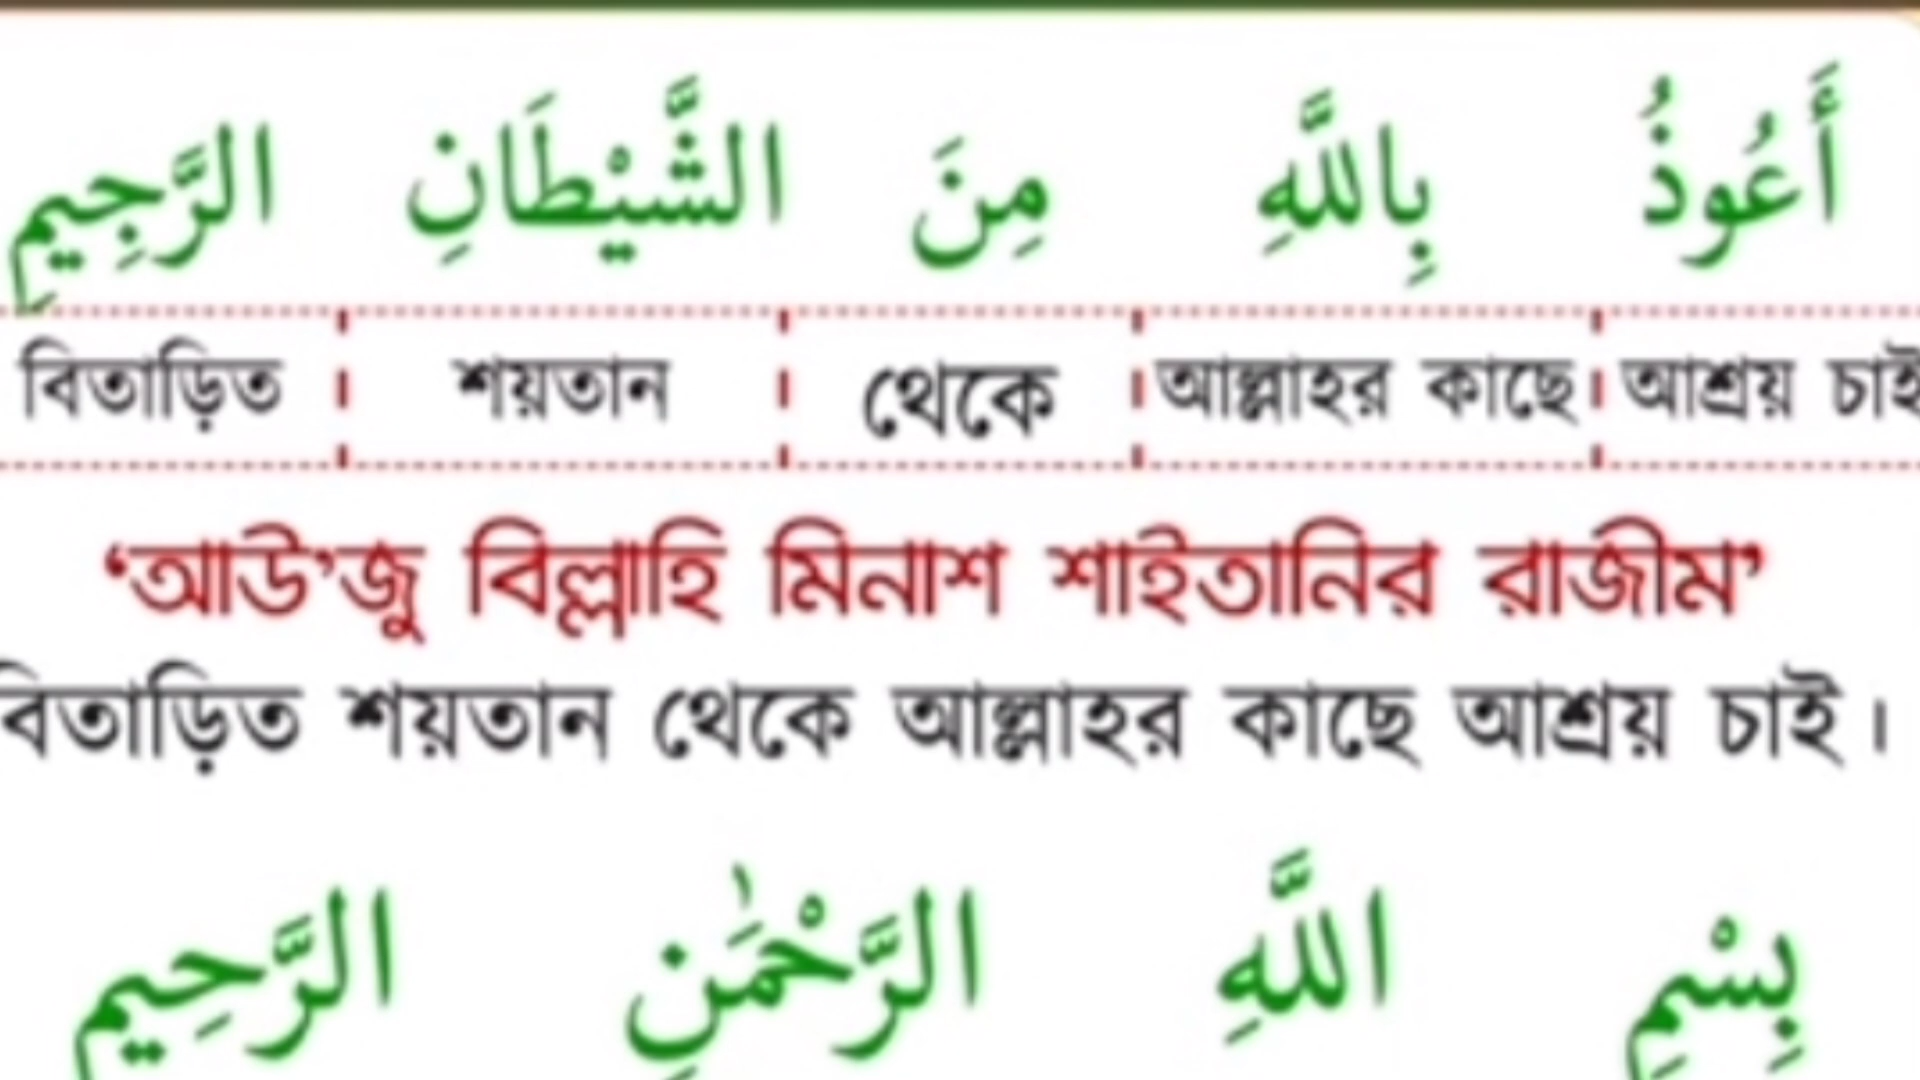 أَعُوذُ بِاللَّهِ مِنَ الشَّيْطَانِ الرَّجِيمِ
বিতাড়িত শয়তান থেকে আল্লাহর কাছে আশ্রয় চাই
‘আউ’জু বিল্লাহি মিনাশ শাইতানির রাজীম’
বিতাড়িত শয়তান থেকে আল্লাহর কাছে আশ্রয় চাই।
بِسْمِ اللَّهِ الرَّحْمَٰنِ الرَّحِيمِ